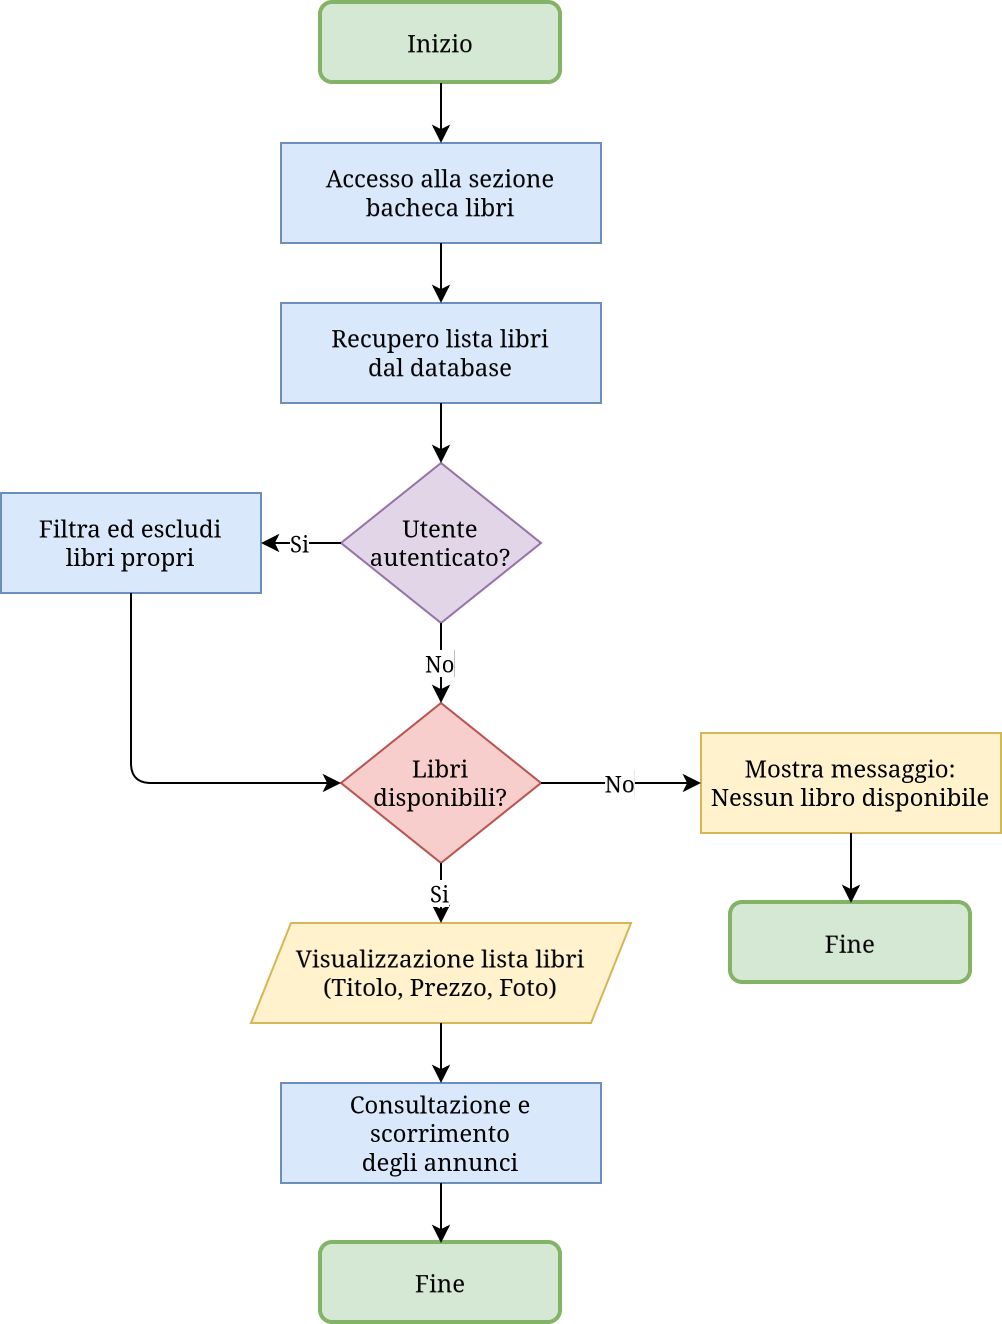 Inizio
Accesso alla sezione
bacheca libri
Recupero lista libri
dal database
Utente
autenticato?
Si
Filtra ed escludi
libri propri
No
Libri
disponibili?
No
Mostra messaggio:
Nessun libro disponibile
Fine
Si
Visualizzazione lista libri
(Titolo, Prezzo, Foto)
Consultazione e
scorrimento
degli annunci
Fine